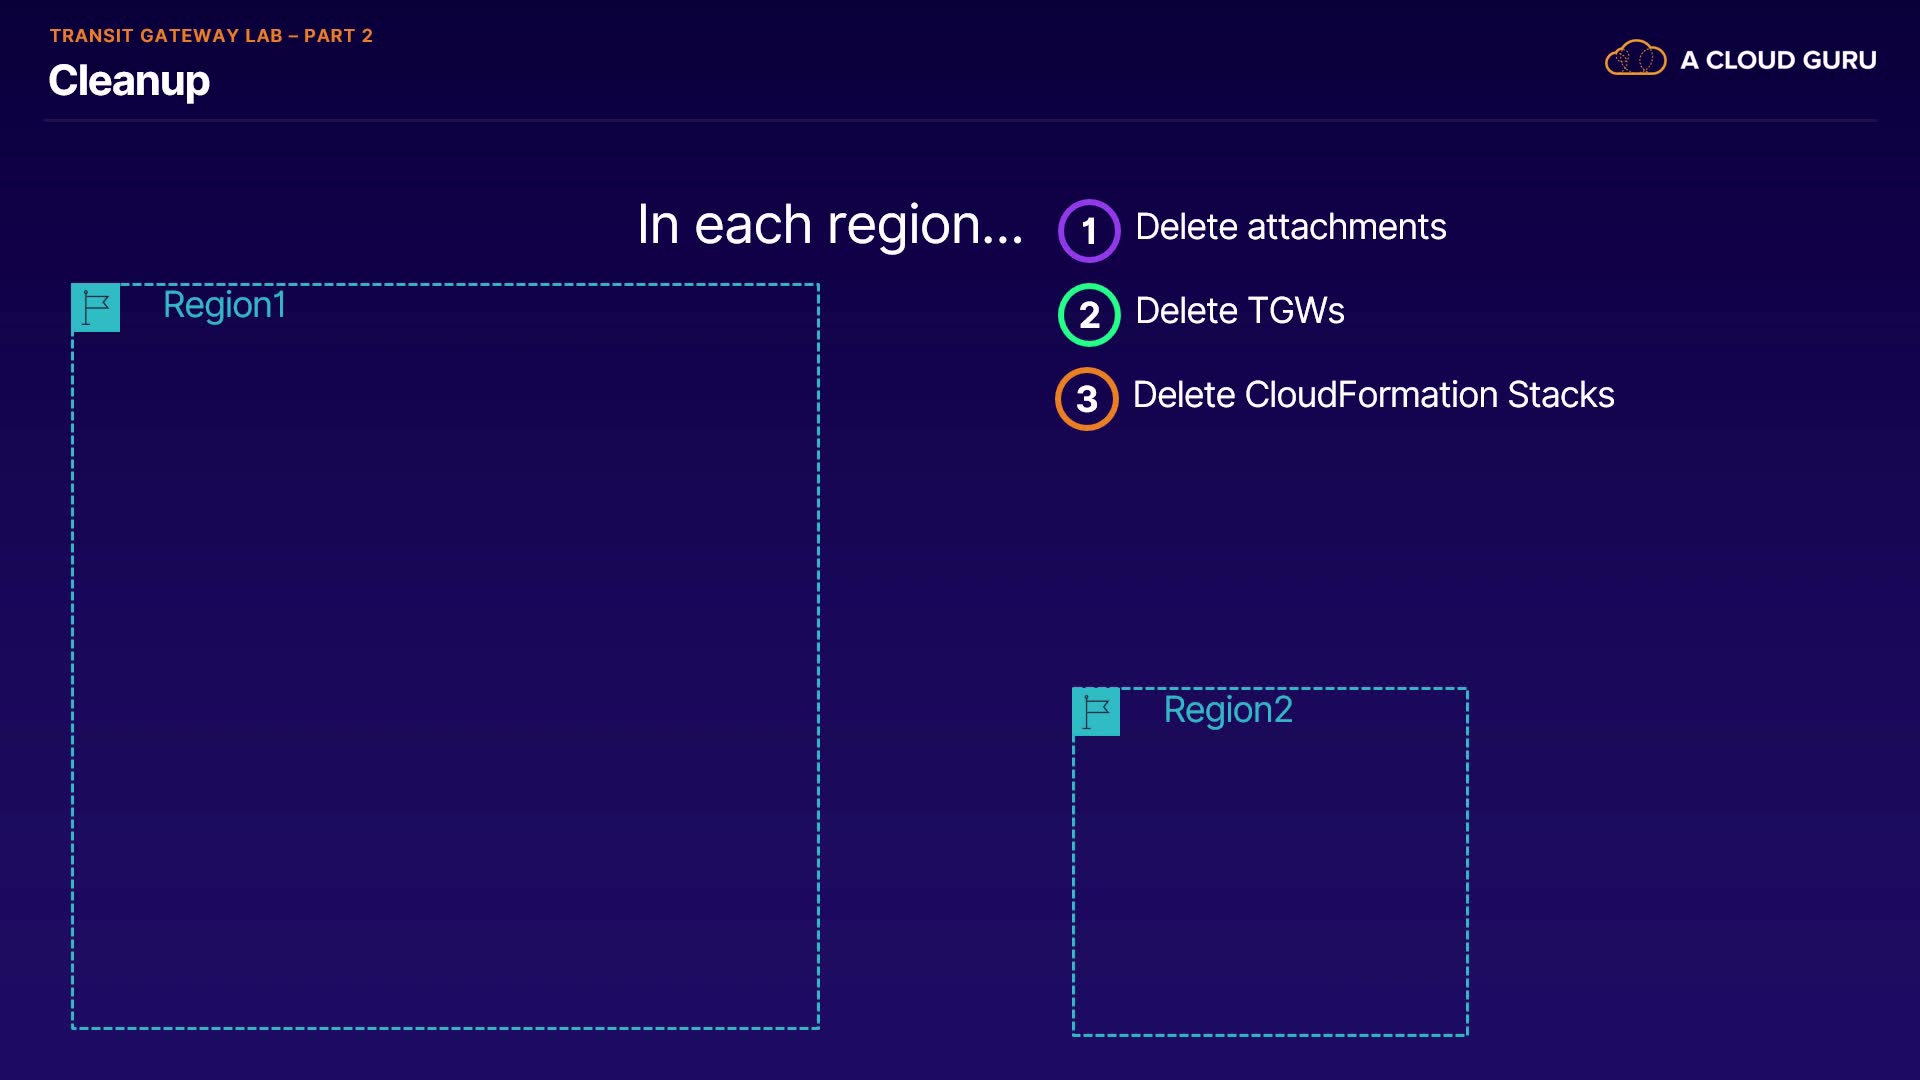 TRANSIT GATEWAY LAB – PART 2
Cleanup
A CLOUD GURU
In each region...
1 Delete attachments
2 Delete TGWs
3 Delete CloudFormation Stacks
Region1
Region2